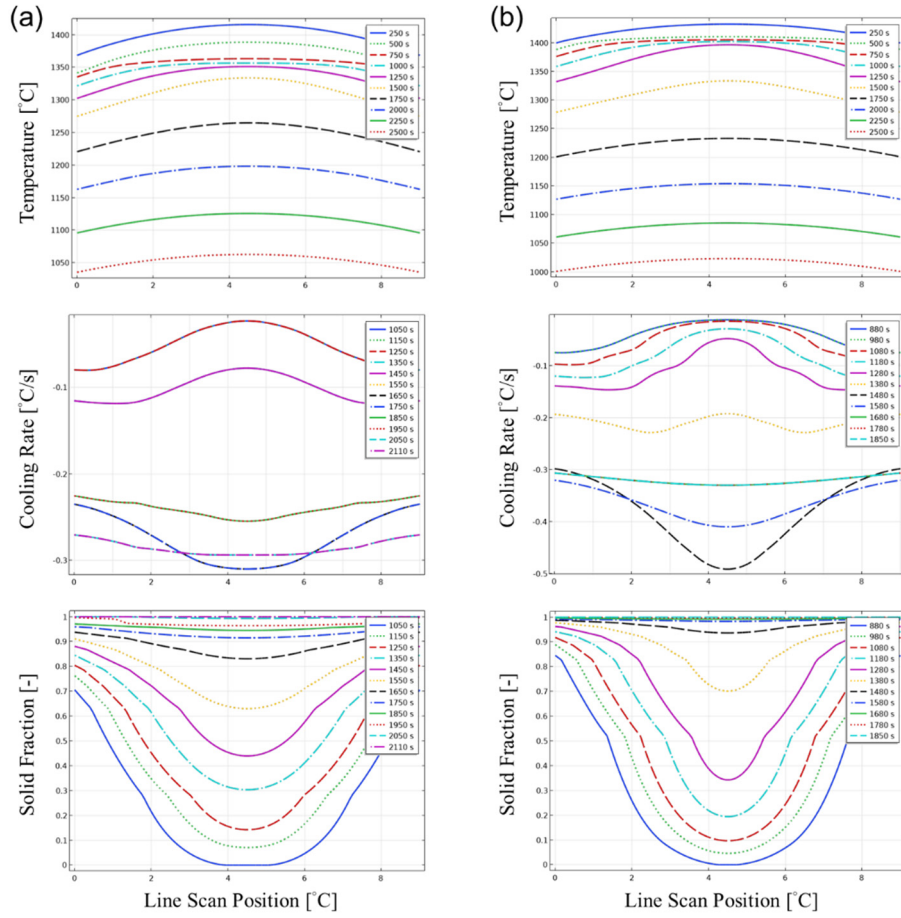 (a)
(b)
Temperature [°C]
1400
1350
1300
1250
1200
1150
1100
1050
0
2
4
6
8
250 s
500 s
750 s
1000 s
1250 s
1500 s
1750 s
2000 s
2250 s
2500 s
Temperature [°C]
1400
1350
1300
1250
1200
1150
1100
1050
1000
0
2
4
6
8
250 s
500 s
750 s
1000 s
1250 s
1500 s
1750 s
2000 s
2250 s
2500 s
Cooling Rate [°C/s]
-0.1
-0.2
-0.3
0
2
4
6
8
1050 s
1150 s
1250 s
1350 s
1450 s
1550 s
1650 s
1750 s
1850 s
1950 s
2050 s
2110 s
Cooling Rate [°C/s]
-0.1
-0.2
-0.3
-0.4
-0.5
0
2
4
6
8
880 s
980 s
1080 s
1180 s
1280 s
1380 s
1480 s
1580 s
1680 s
1780 s
1850 s
Solid Fraction [-]
1
0.9
0.8
0.7
0.6
0.5
0.4
0.3
0.2
0.1
0
0
2
4
6
8
1050 s
1150 s
1250 s
1350 s
1450 s
1550 s
1650 s
1750 s
1850 s
1950 s
2050 s
2110 s
Line Scan Position [°C]
Solid Fraction [-]
1
0.9
0.8
0.7
0.6
0.5
0.4
0.3
0.2
0.1
0
0
2
4
6
8
880 s
980 s
1080 s
1180 s
1280 s
1380 s
1480 s
1580 s
1680 s
1780 s
1850 s
Line Scan Position [°C]